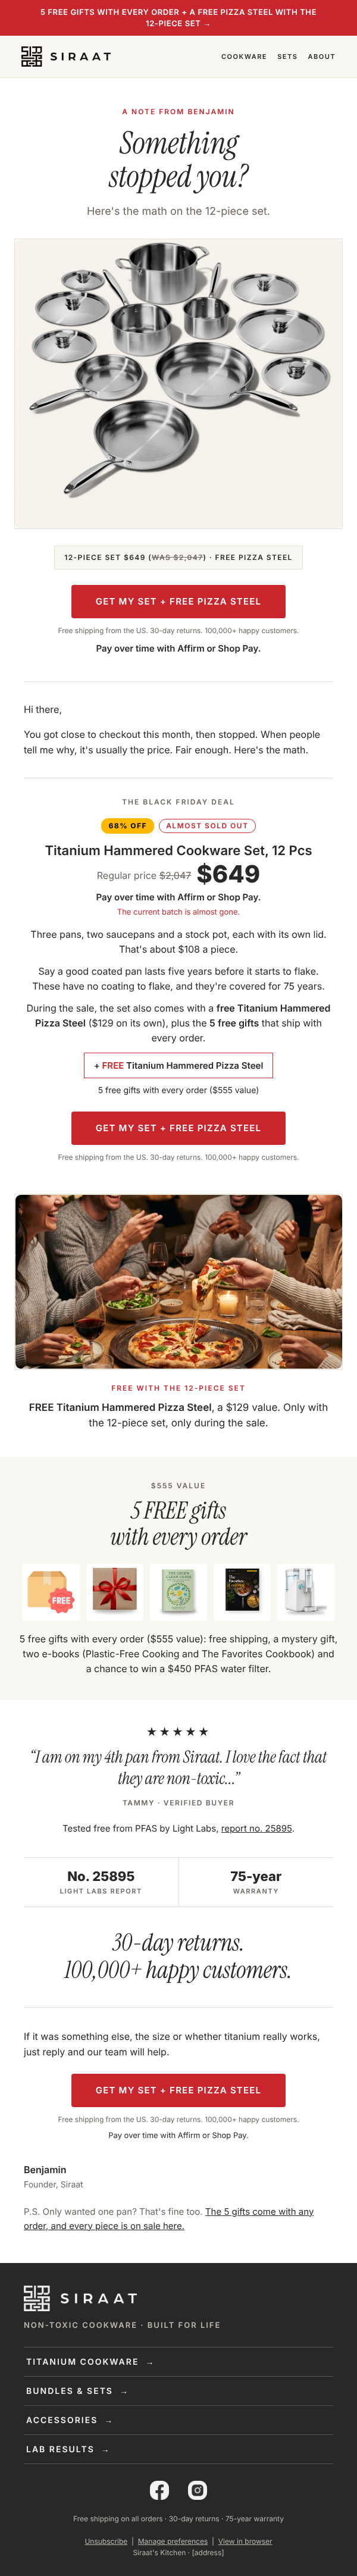 5 FREE GIFTS WITH EVERY ORDER + A FREE PIZZA STEEL WITH THE
12-PIECE SET →
SIRAAT
COOKWARE SETS ABOUT
A NOTE FROM BENJAMIN
Something
stopped you?
Here's the math on the 12-piece set.
12-PIECE SET $649 (WAS $2,047) · FREE PIZZA STEEL
GET MY SET + FREE PIZZA STEEL
Free shipping from the US. 30-day returns. 100,000+ happy customers.
Pay over time with Affirm or Shop Pay.
Hi there,
You got close to checkout this month, then stopped. When people
tell me why, it's usually the price. Fair enough. Here's the math.
THE BLACK FRIDAY DEAL
68% OFF
ALMOST SOLD OUT
Titanium Hammered Cookware Set, 12 Pcs
Regular price $2,047 $649
Pay over time with Affirm or Shop Pay.
The current batch is almost gone.
Three pans, two saucepans and a stock pot, each with its own lid.
That's about $108 a piece.
Say a good coated pan lasts five years before it starts to flake.
These have no coating to flake, and they're covered for 75 years.
During the sale, the set also comes with a free Titanium Hammered
Pizza Steel ($129 on its own), plus the 5 free gifts that ship with
every order.
+ FREE Titanium Hammered Pizza Steel
5 free gifts with every order ($555 value)
GET MY SET + FREE PIZZA STEEL
Free shipping from the US. 30-day returns. 100,000+ happy customers.
FREE WITH THE 12-PIECE SET
FREE Titanium Hammered Pizza Steel, a $129 value. Only with
the 12-piece set, only during the sale.
$555 VALUE
5 FREE gifts
with every order
FREE
5 free gifts with every order ($555 value): free shipping, a mystery gift,
two e-books (Plastic-Free Cooking and The Favorites Cookbook) and
a chance to win a $450 PFAS water filter.
★★★★★
“I am on my 4th pan from Siraat. I love the fact that
they are non-toxic...”
TAMMY · VERIFIED BUYER
Tested free from PFAS by Light Labs, report no. 25895.
No. 25895
LIGHT LABS REPORT
75-year
WARRANTY
30-day returns.
100,000+ happy customers.
If it was something else, the size or whether titanium really works,
just reply and our team will help.
GET MY SET + FREE PIZZA STEEL
Free shipping from the US. 30-day returns. 100,000+ happy customers.
Pay over time with Affirm or Shop Pay.
Benjamin
Founder, Siraat
P.S. Only wanted one pan? That's fine too. The 5 gifts come with any
order, and every piece is on sale here.
SIRAAT
NON-TOXIC COOKWARE · BUILT FOR LIFE
TITANIUM COOKWARE →
BUNDLES & SETS →
ACCESSORIES →
LAB RESULTS →
Free shipping on all orders · 30-day returns · 75-year warranty
Unsubscribe | Manage preferences | View in browser
Siraat's Kitchen · [address]